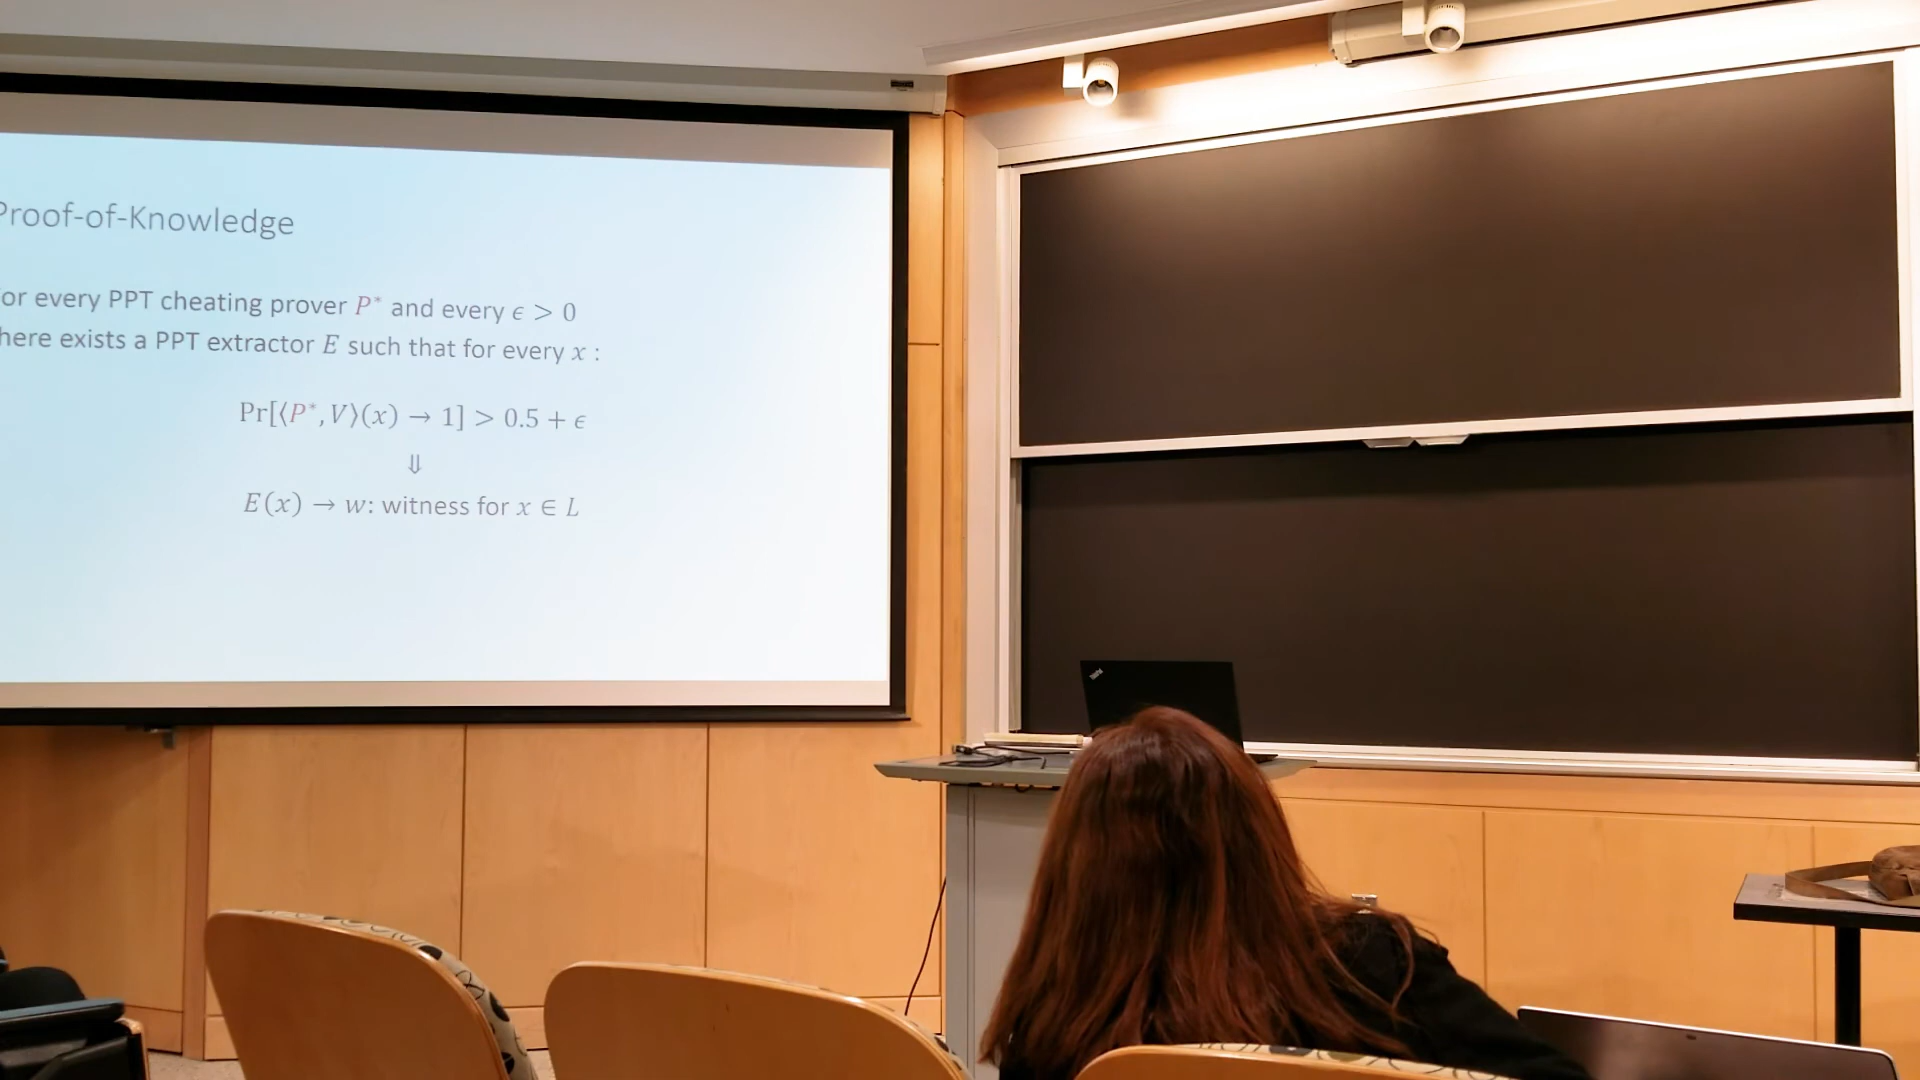 Proof-of-Knowledge
or every PPT cheating prover P* and every ϵ > 0
here exists a PPT extractor E such that for every x :
Pr[⟨P*, V⟩(x) → 1] > 0.5 + ϵ
⇓
E(x) → w: witness for x ∈ L
ThinkPad